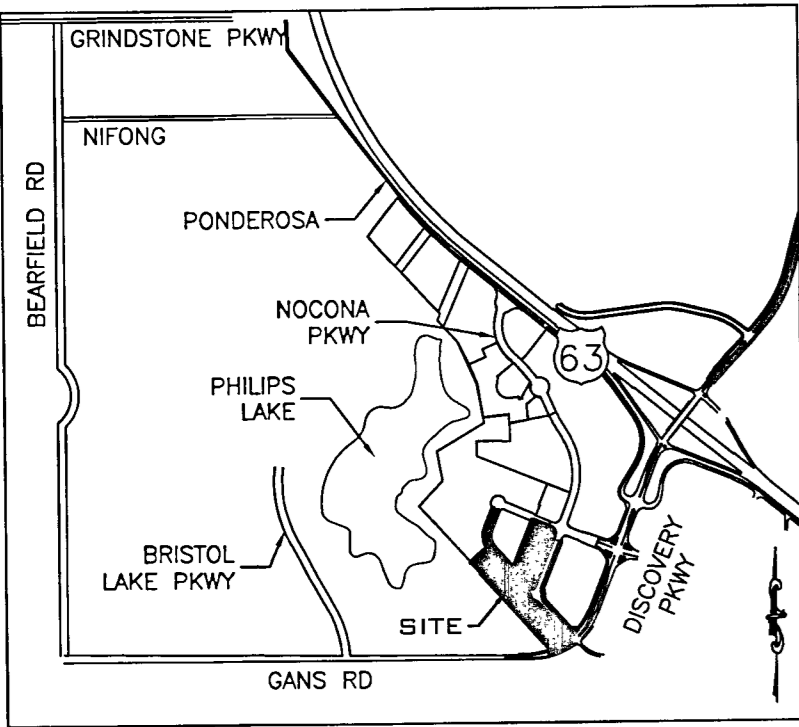 GRINDSTONE PKWY
NIFONG
BEARFIELD RD
PONDEROSA
NOCONA
PKWY
63
PHILIPS
LAKE
BRISTOL
LAKE PKWY
SITE
DISCOVERY
PKWY
GANS RD